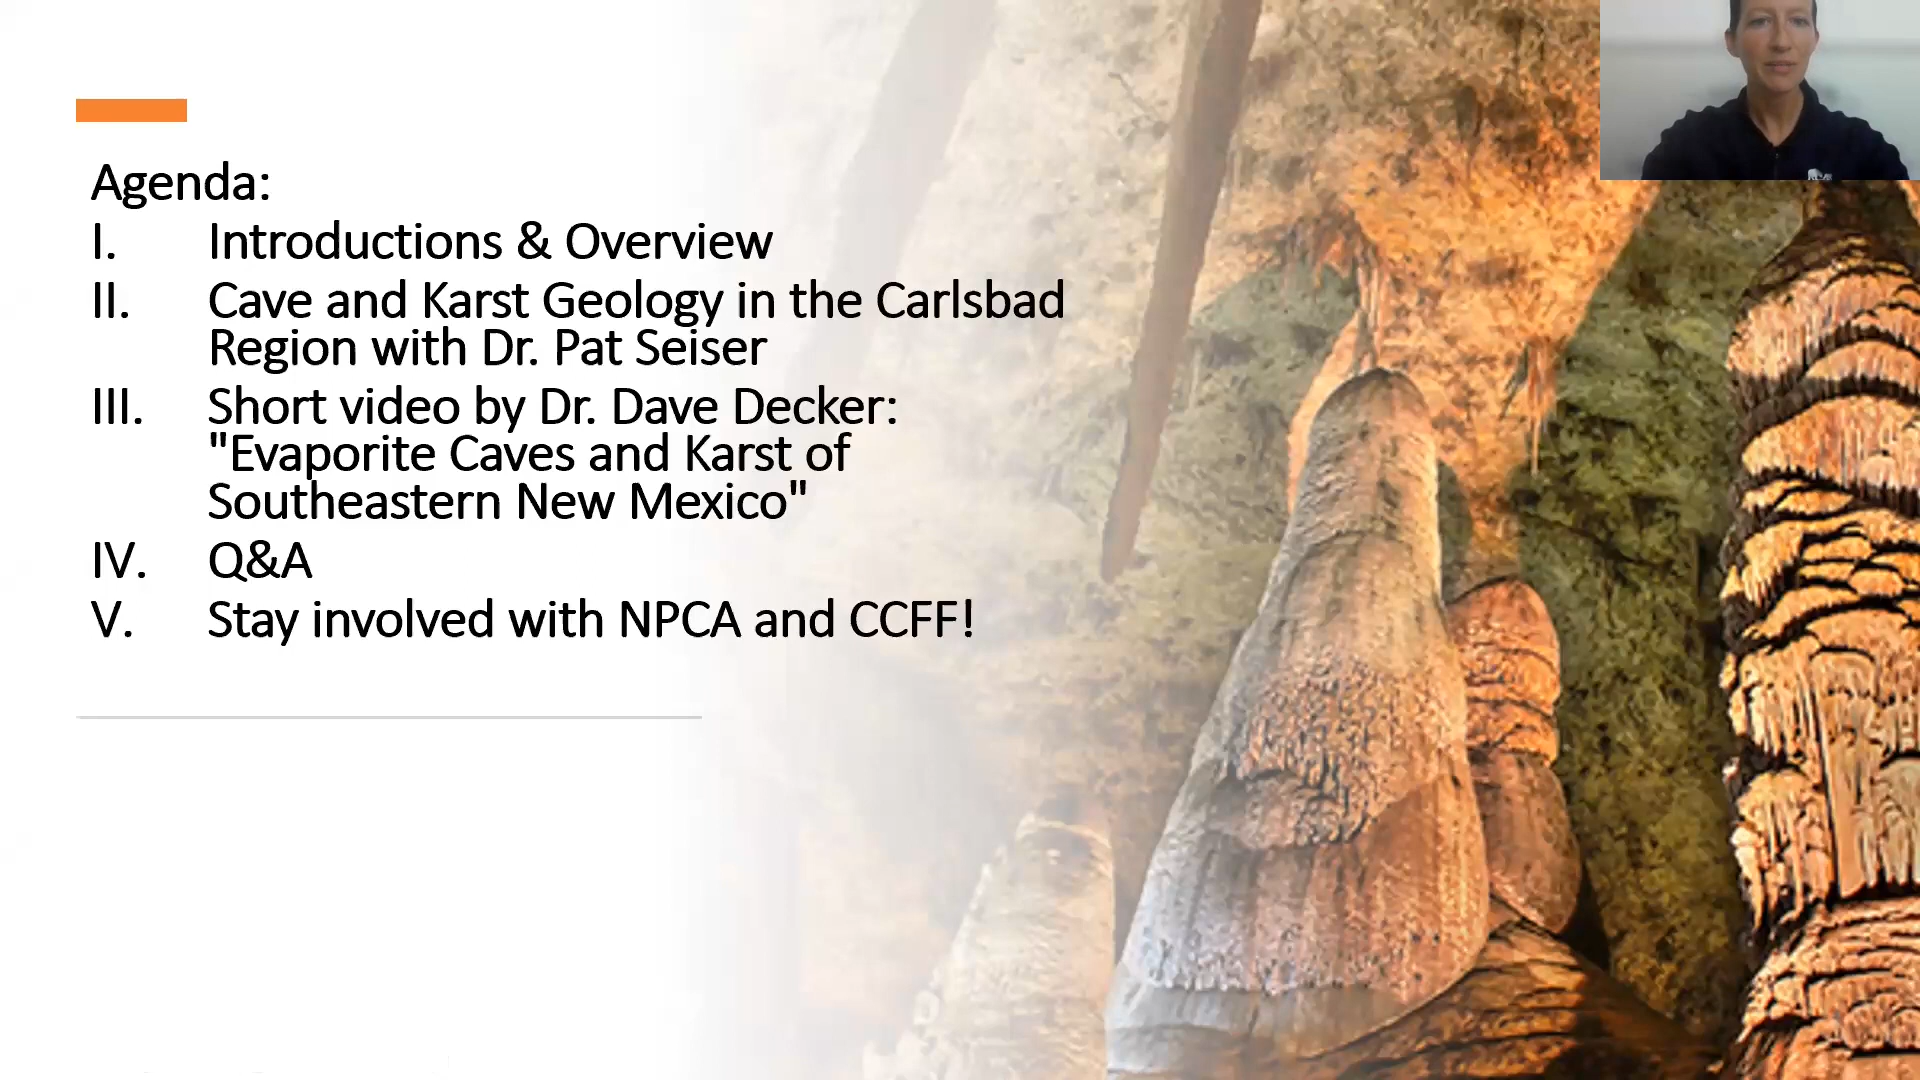 Agenda:
I. Introductions & Overview
II. Cave and Karst Geology in the Carlsbad
Region with Dr. Pat Seiser
III. Short video by Dr. Dave Decker:
"Evaporite Caves and Karst of
Southeastern New Mexico"
IV. Q&A
V. Stay involved with NPCA and CCFF!